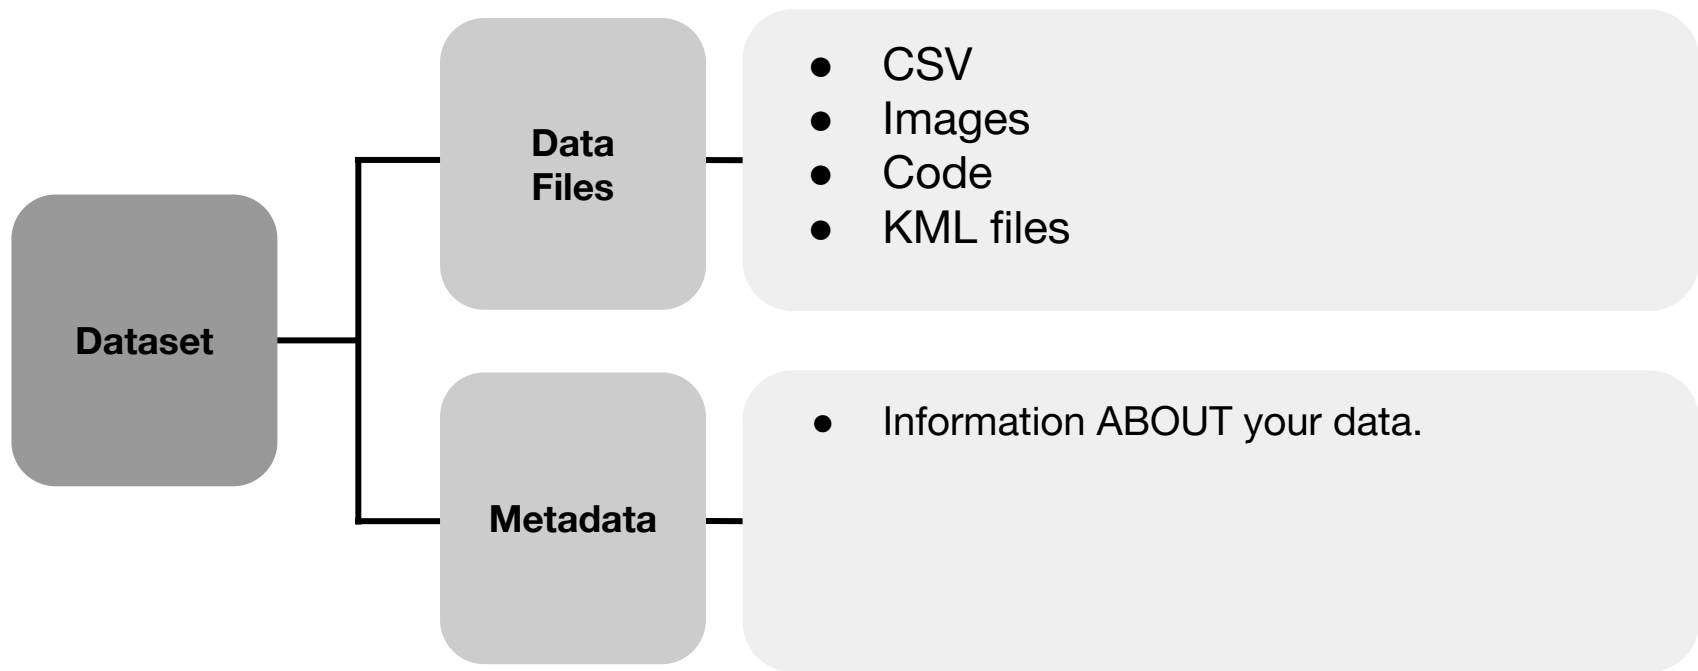 Dataset
Data
Files
● CSV
● Images
● Code
● KML files
Metadata
● Information ABOUT your data.